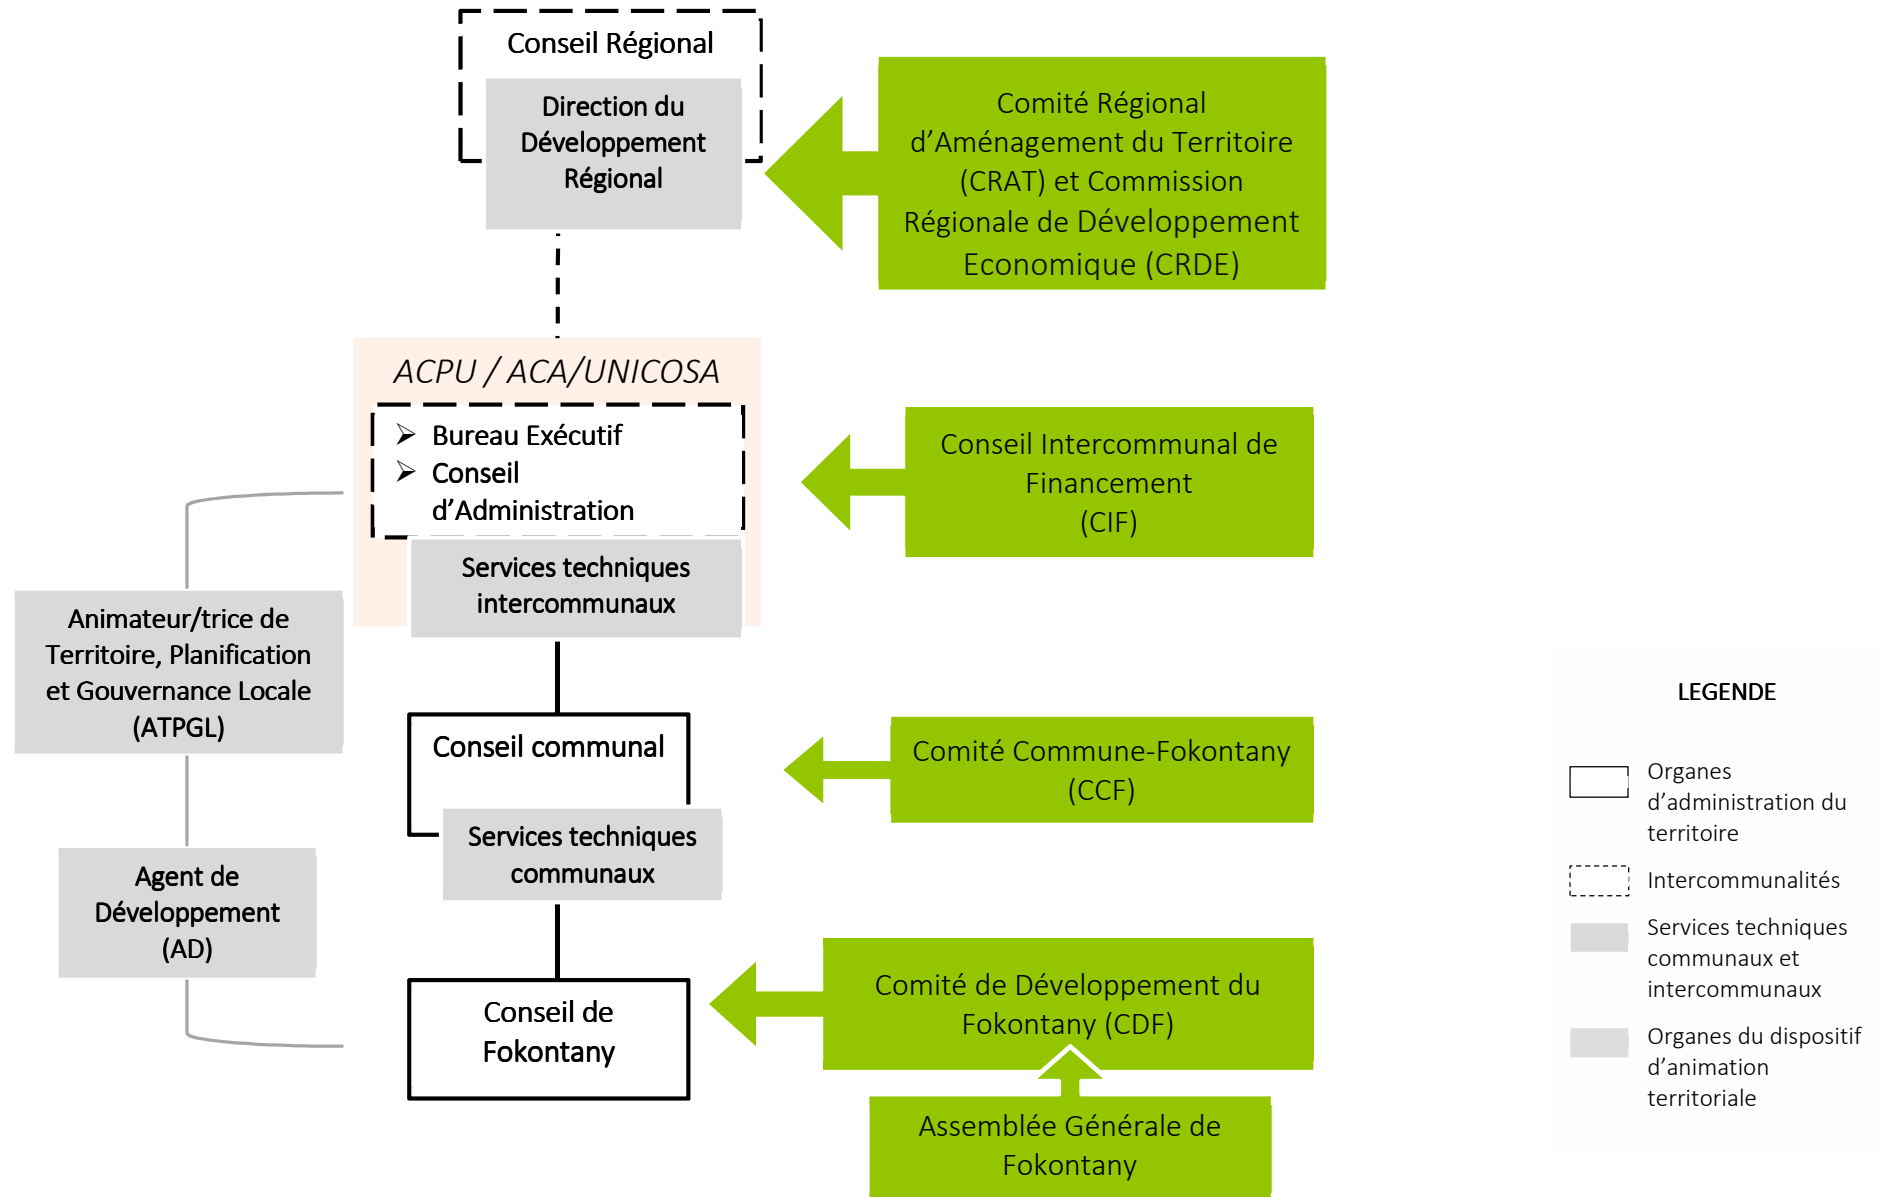 Conseil Régional
Direction du
Développement
Régional
Comité Régional
d’Aménagement du Territoire
(CRAT) et Commission
Régionale de Développement
Economique (CRDE)
ACPU / ACA/UNICOSA
➢ Bureau Exécutif
➢ Conseil
d’Administration
Services techniques
intercommunaux
Conseil Intercommunal de
Financement
(CIF)
Animateur/trice de
Territoire, Planification
et Gouvernance Locale
(ATPGL)
Conseil communal
Services techniques
communaux
Comité Commune-Fokontany
(CCF)
Agent de
Développement
(AD)
Conseil de
Fokontany
Comité de Développement du
Fokontany (CDF)
Assemblée Générale de
Fokontany
LEGENDE
Organes
d’administration du
territoire
Intercommunalités
Services techniques
communaux et
intercommunaux
Organes du dispositif
d’animation
territoriale